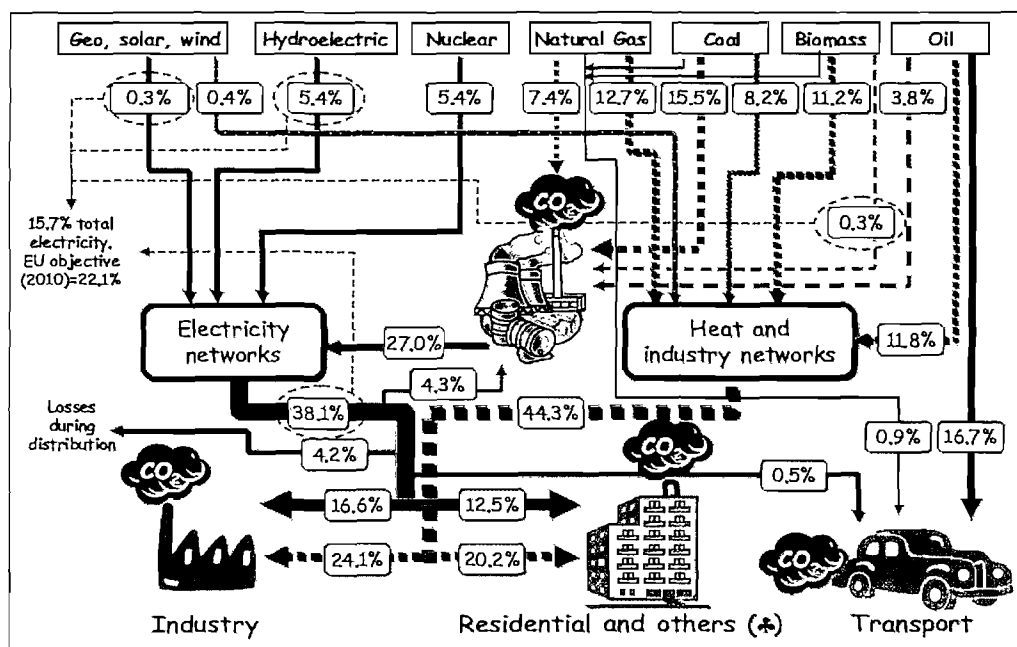 Geo, solar, wind
Hydroelectric
Nuclear
Natural Gas
Coal
Biomass
Oil
0.3%
0.4%
5.4%
5.4%
7.4%
12.7%
15.5%
8.2%
11.2%
3.8%
CO2
0.3%
15.7% total
electricity.
EU objective
(2010)=22.1%
Electricity
networks
27.0%
Heat and
industry networks
11.8%
4.3%
38.1%
44.3%
Losses
during
distribution
4.2%
0.9%
16.7%
CO2
CO2
0.5%
16.6%
12.5%
24.1%
20.2%
CO2
Industry
Residential and others (♣)
Transport